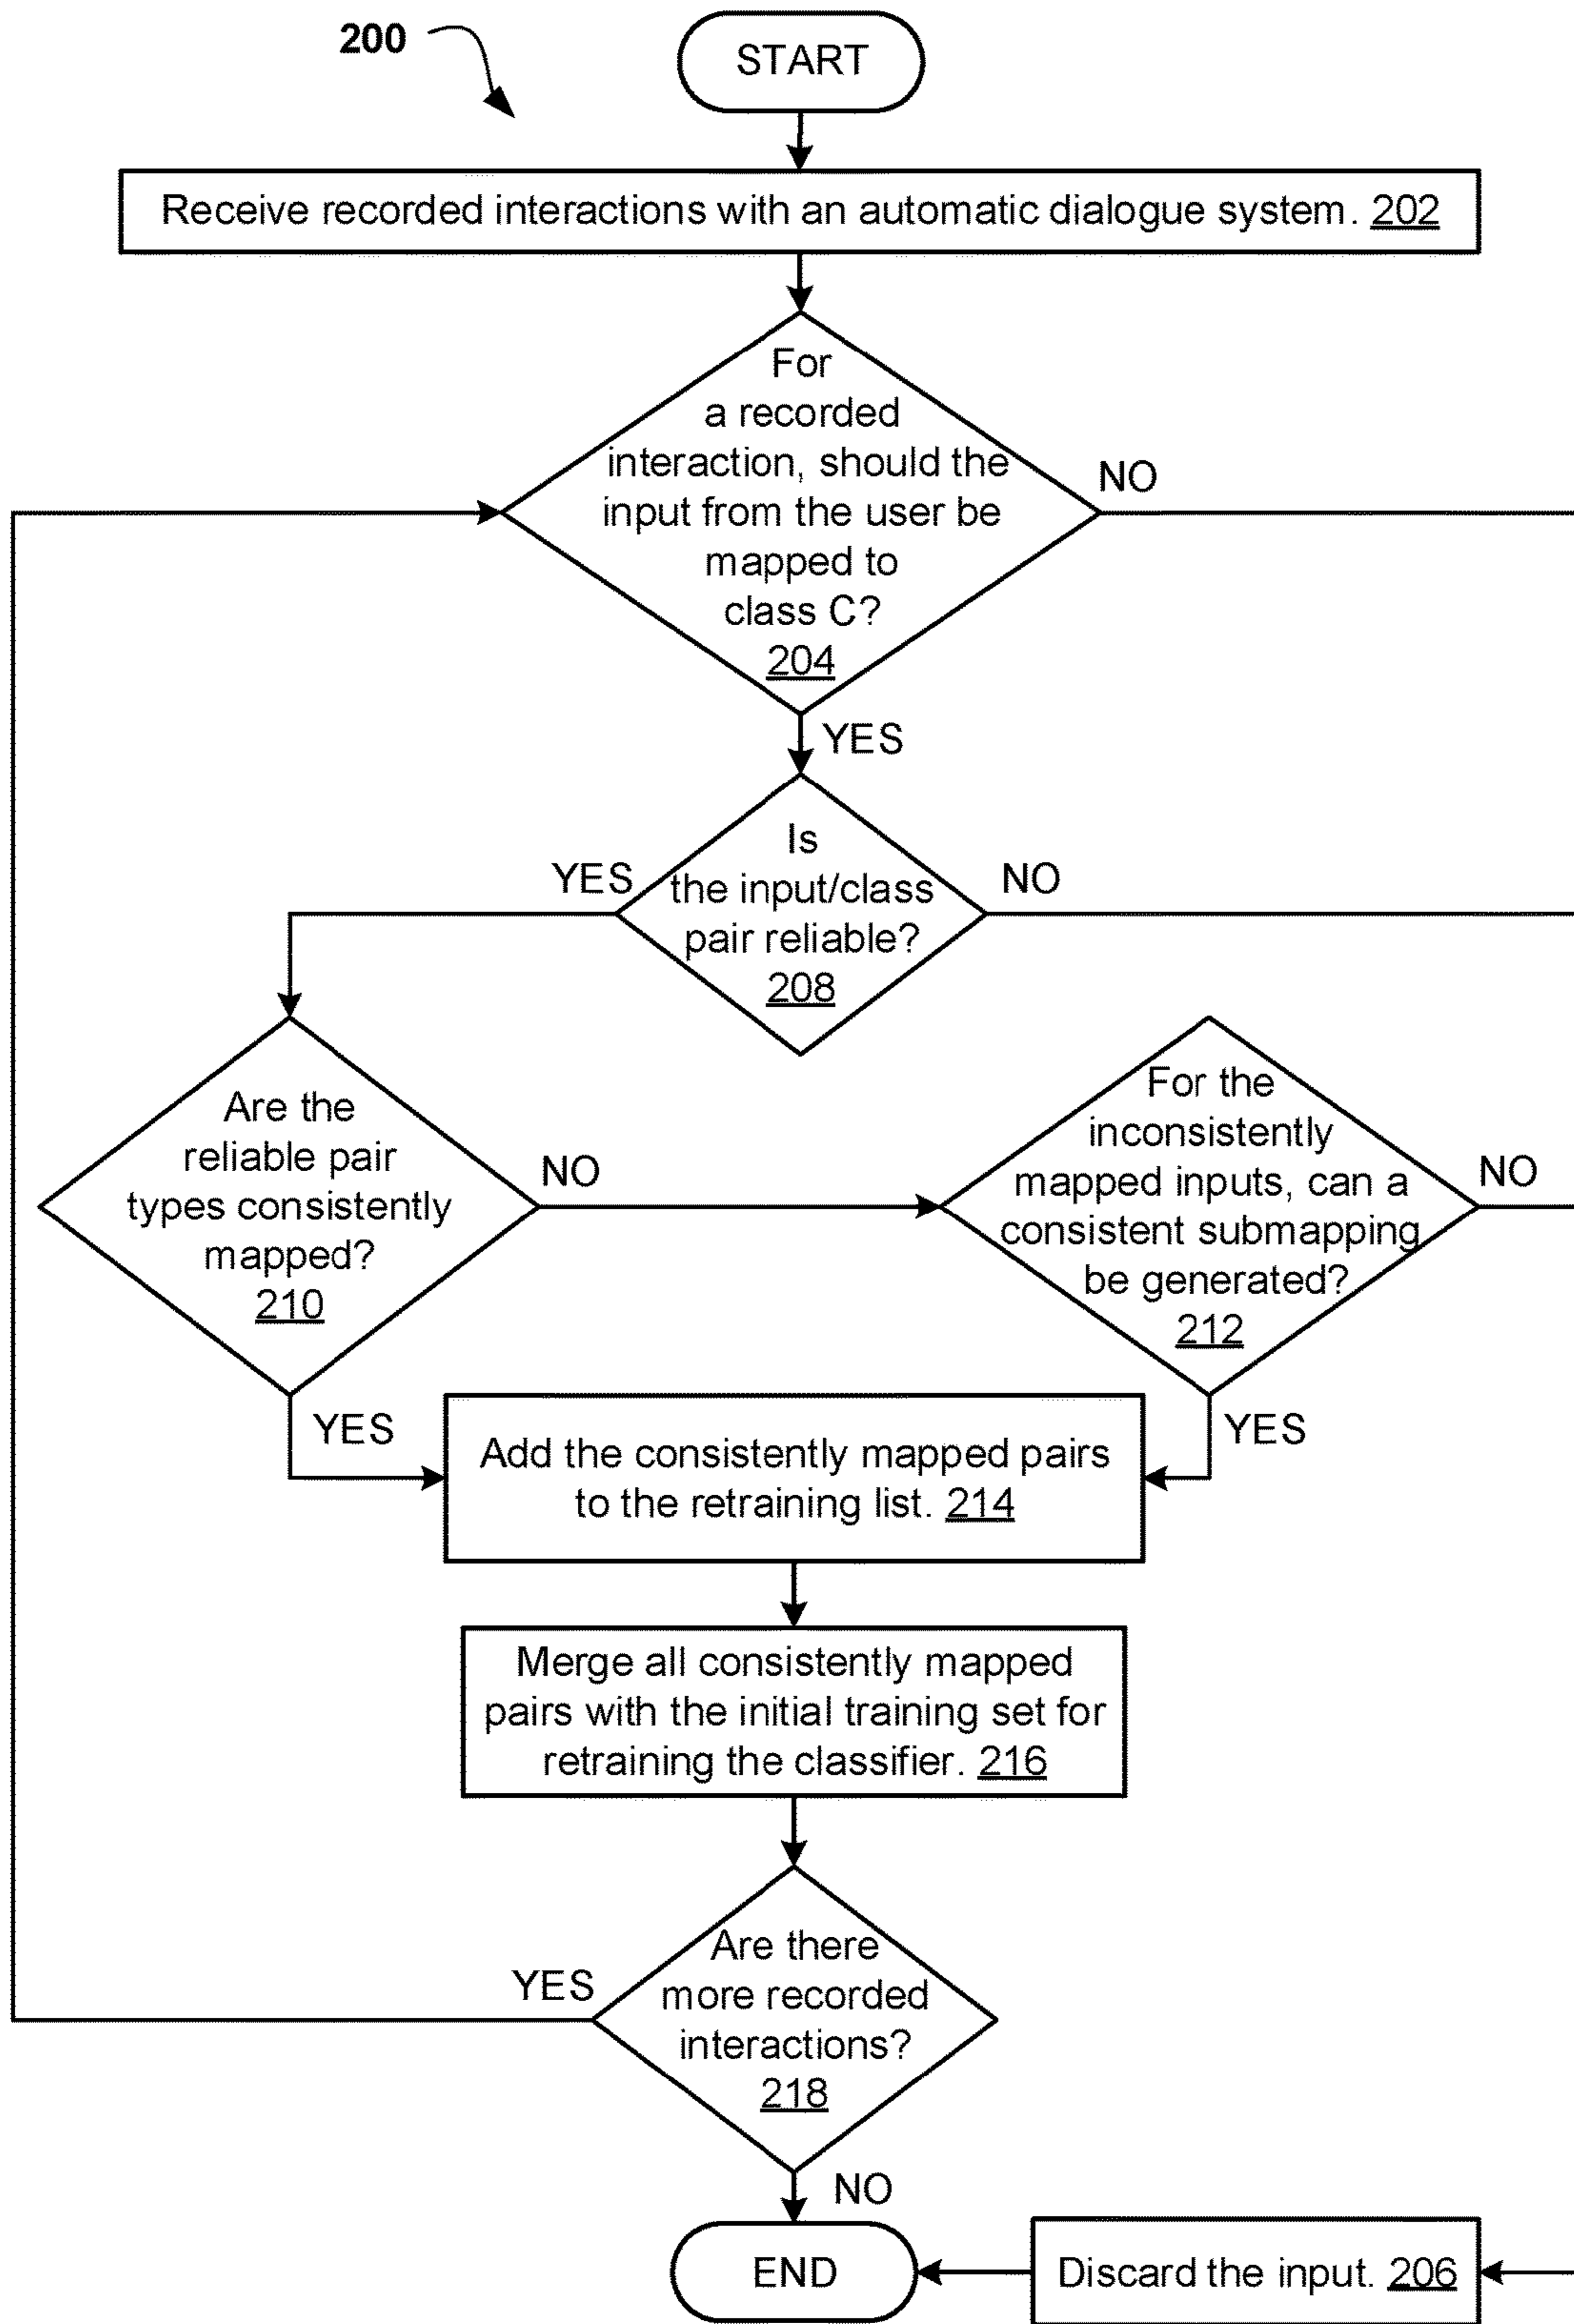 200
START
Receive recorded interactions with an automatic dialogue system. 202
For
a recorded
interaction, should the
input from the user be
mapped to
class C?
204
NO
YES
Is
the input/class
pair reliable?
208
YES
NO
Are the
reliable pair
types consistently
mapped?
210
NO
For the
inconsistently
mapped inputs, can a
consistent submapping
be generated?
212
NO
YES
YES
Add the consistently mapped pairs
to the retraining list. 214
Merge all consistently mapped
pairs with the initial training set for
retraining the classifier. 216
Are there
more recorded
interactions?
218
YES
NO
END
Discard the input. 206